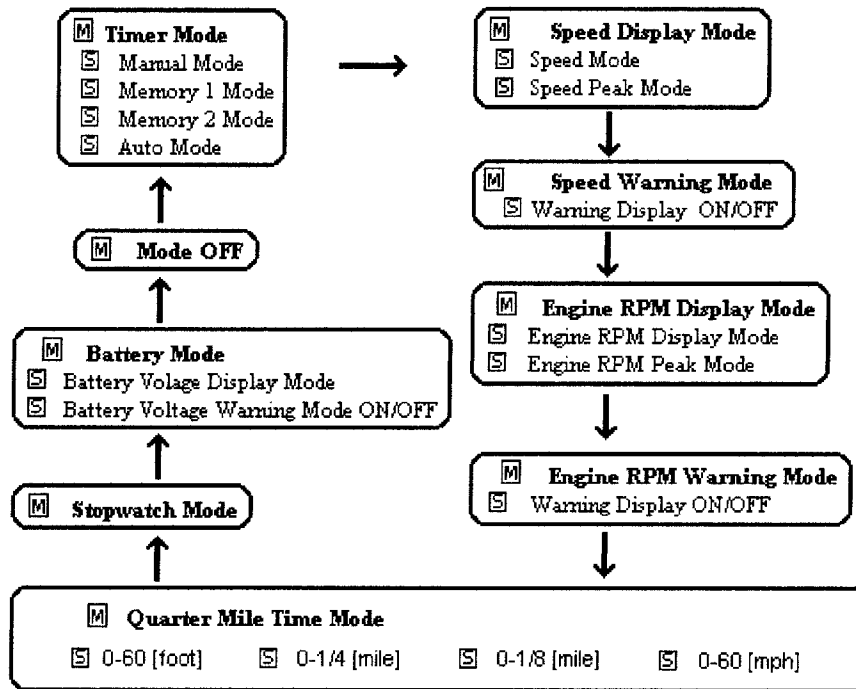 M Timer Mode
S Manual Mode
S Memory 1 Mode
S Memory 2 Mode
S Auto Mode
M Speed Display Mode
S Speed Mode
S Speed Peak Mode
M Speed Warning Mode
S Warning Display ON/OFF
M Engine RPM Display Mode
S Engine RPM Display Mode
S Engine RPM Peak Mode
M Engine RPM Warning Mode
S Warning Display ON/OFF
M Quarter Mile Time Mode
S 0-60 [foot] S 0-1/4 [mile] S 0-1/8 [mile] S 0-60 [mph]
M Stopwatch Mode
M Battery Mode
S Battery Volage Display Mode
S Battery Voltage Warning Mode ON/OFF
M Mode OFF